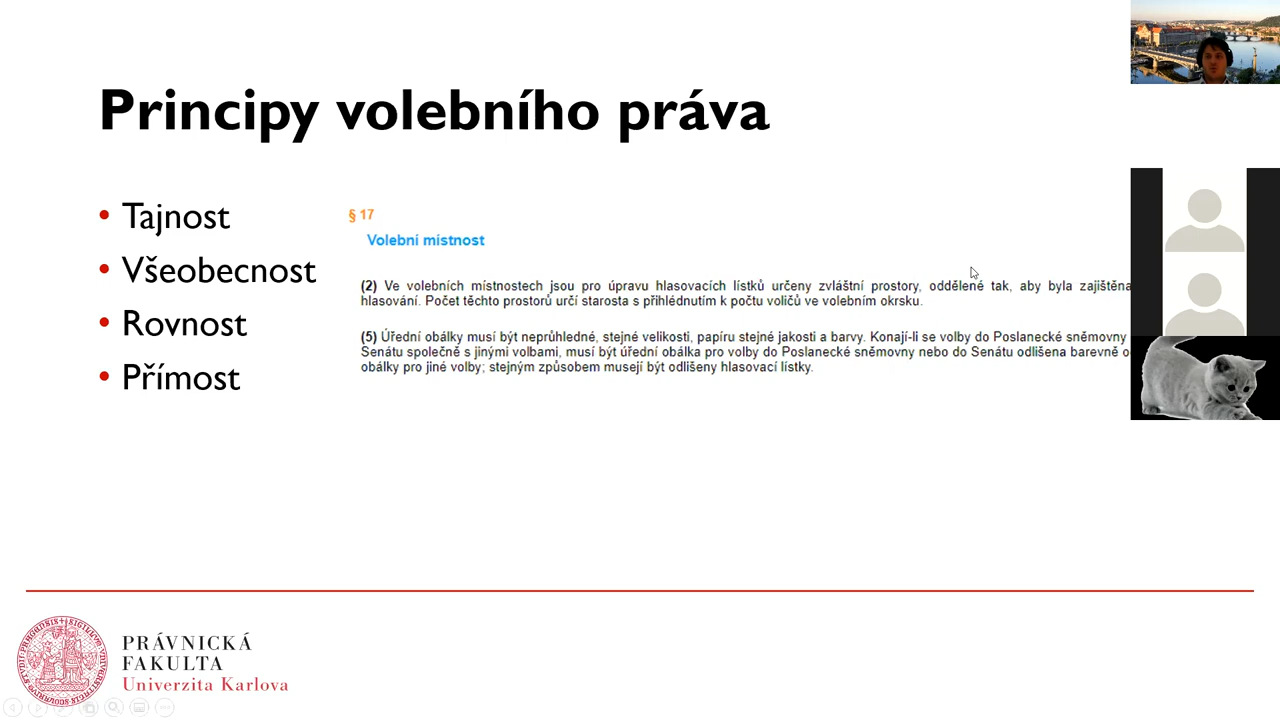 Principy volebního práva
• Tajnost
• Všeobecnost
• Rovnost
• Přímost
§ 17
Volební místnost
(2) Ve volebních místnostech jsou pro úpravu hlasovacích lístků určeny zvláštní prostory, oddělené tak, aby byla zajištěna
hlasování. Počet těchto prostorů určí starosta s přihlédnutím k počtu voličů ve volebním okrsku.
(5) Úřední obálky musí být neprůhledné, stejné velikosti, papíru stejné jakosti a barvy. Konají-li se volby do Poslanecké sněmovny
Senátu společně s jinými volbami, musí být úřední obálka pro volby do Poslanecké sněmovny nebo do Senátu odlišena barevně
obálky pro jiné volby; stejným způsobem musejí být odlišeny hlasovací lístky.
PRÁVNICKÁ
FAKULTA
Univerzita Karlova